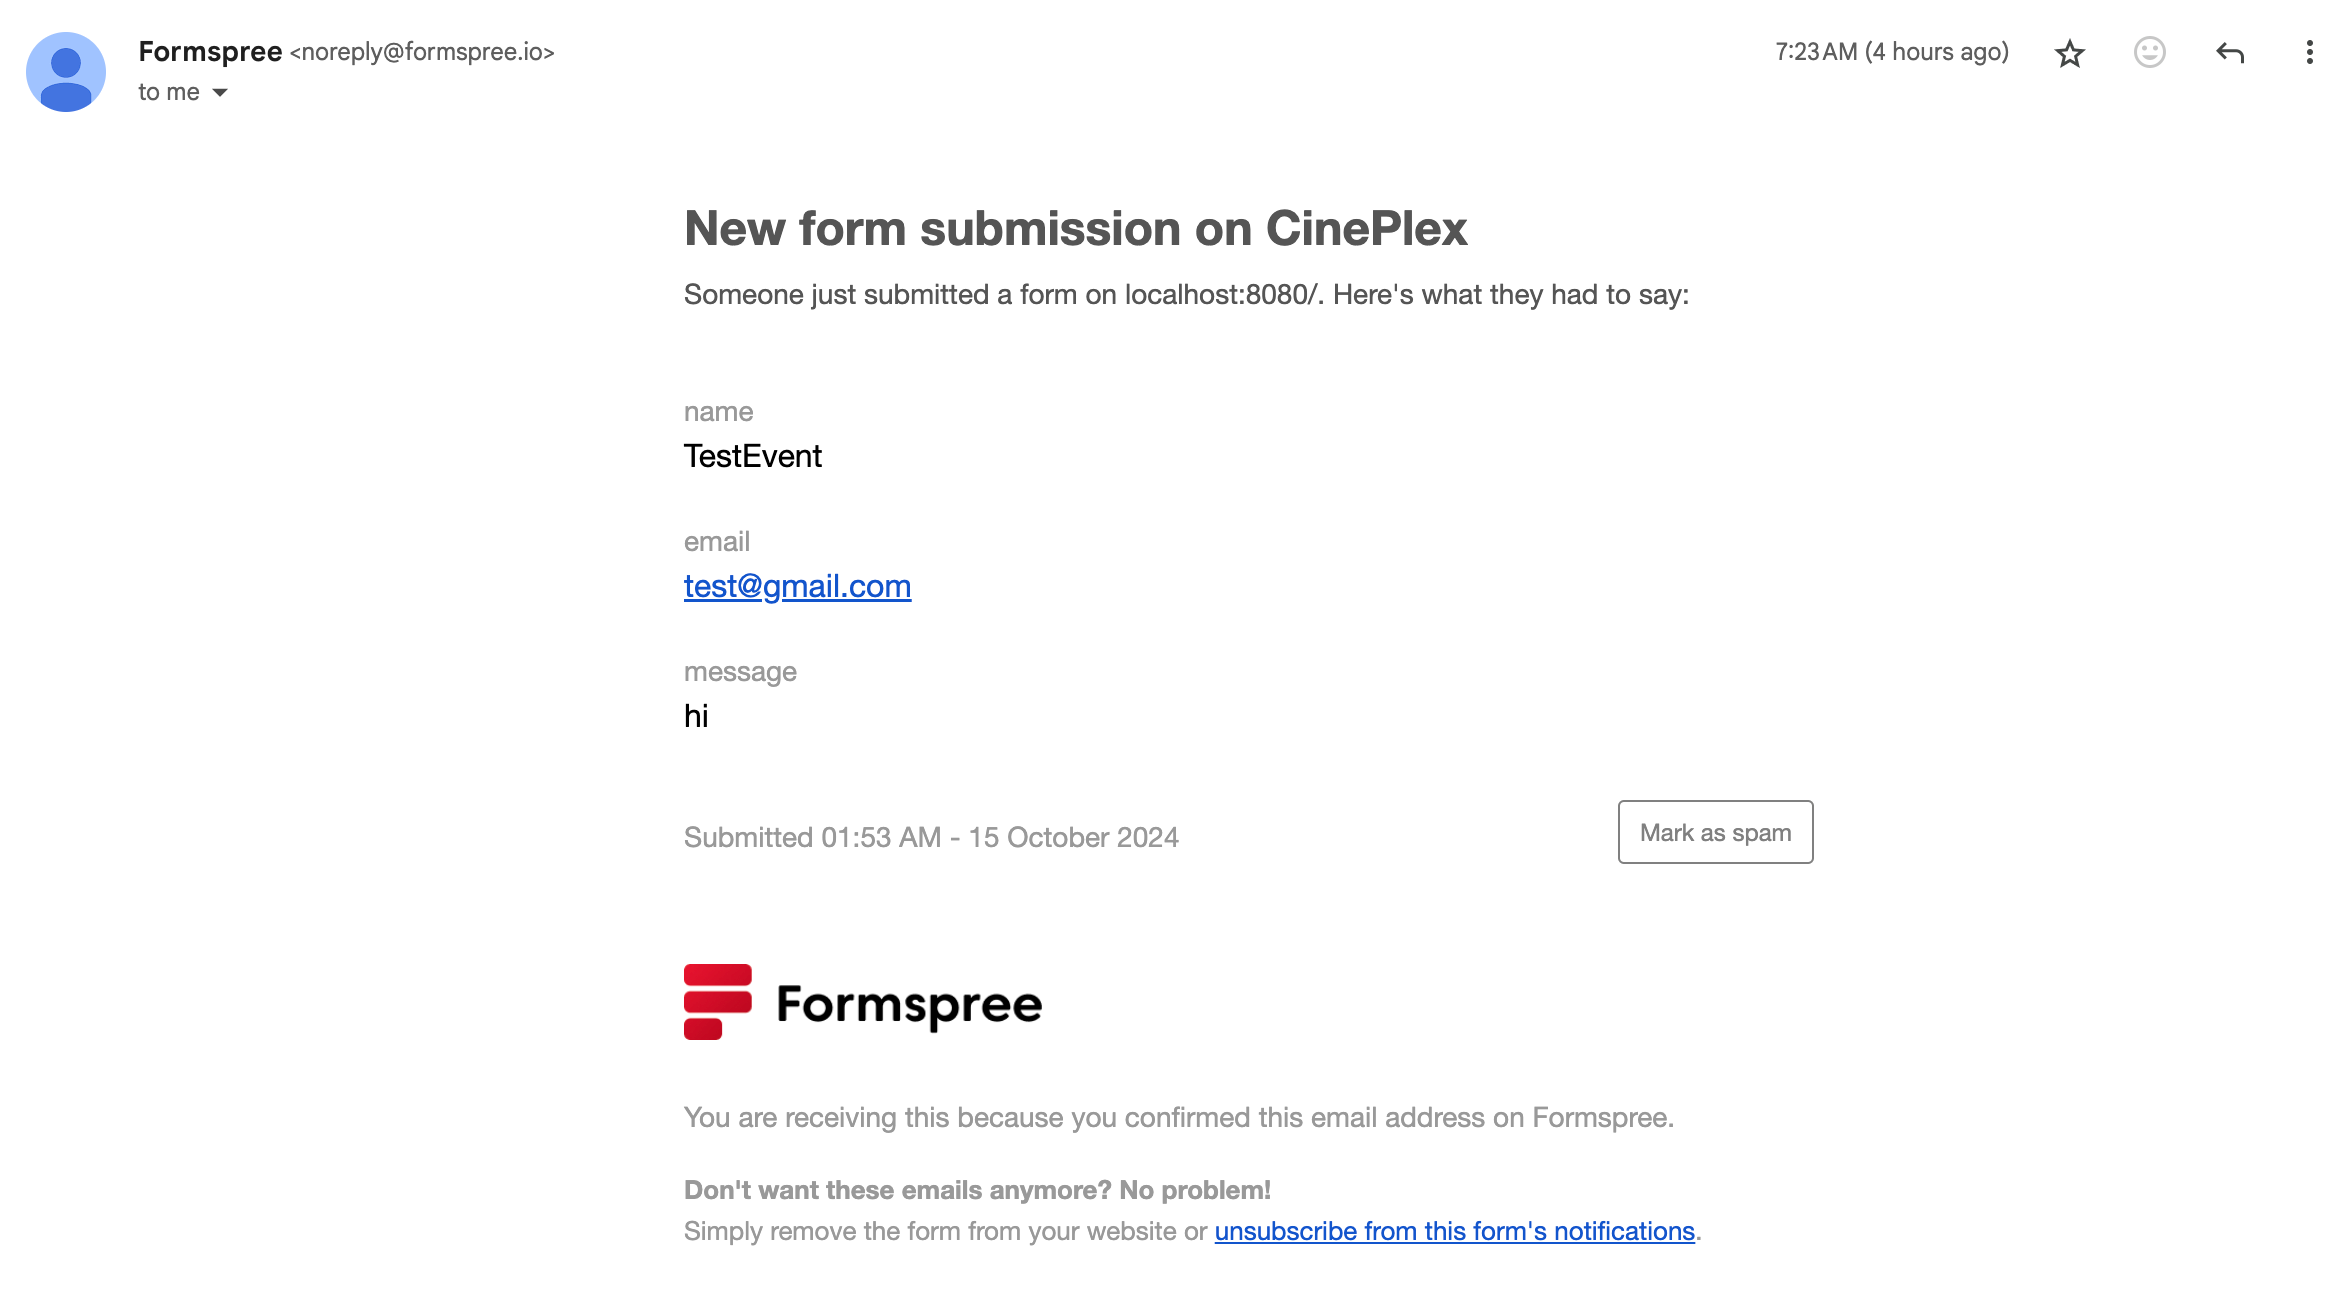 Formspree <noreply@formspree.io>
7:23 AM (4 hours ago)
to me
New form submission on CinePlex
Someone just submitted a form on localhost:8080/. Here's what they had to say:
name
TestEvent
email
test@gmail.com
message
hi
Submitted 01:53 AM - 15 October 2024
Mark as spam
Formspree
You are receiving this because you confirmed this email address on Formspree.
Don't want these emails anymore? No problem!
Simply remove the form from your website or unsubscribe from this form's notifications.